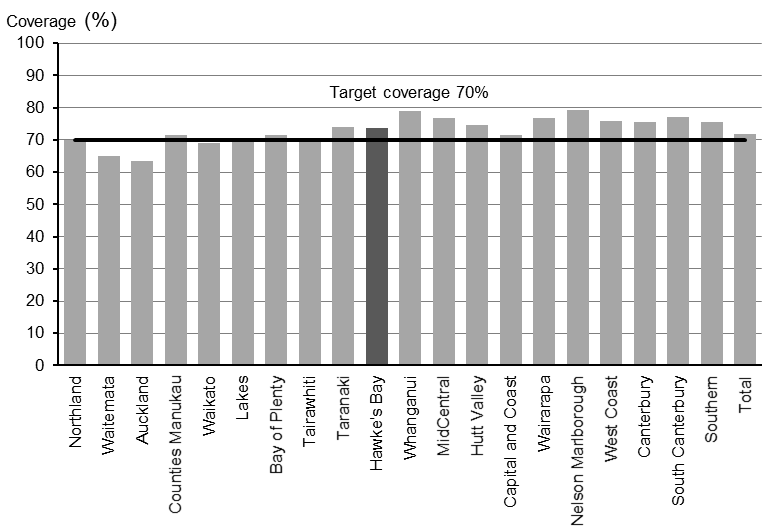 Coverage (%)
100
90
Target coverage 70%
80
70
60
50
40
30
20
10
0
Northland
Waitemata
Auckland
Counties Manukau
Waikato
Lakes
Bay of Plenty
Tairawhiti
Taranaki
Hawke's Bay
Whanganui
MidCentral
Hutt Valley
Capital and Coast
Wairarapa
Nelson Marlborough
West Coast
Canterbury
South Canterbury
Southern
Total